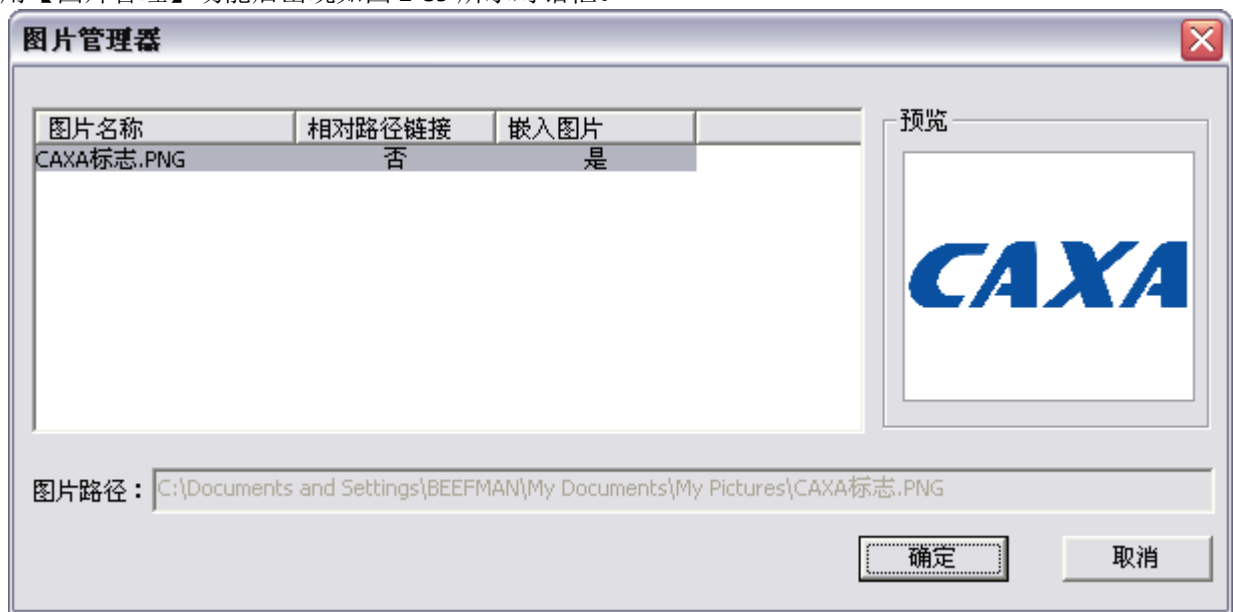 图片管理器
图片名称 相对路径链接 嵌入图片
CAXA标志.PNG 否 是
预览
CAXA
图片路径：C:\Documents and Settings\BEEFMAN\My Documents\My Pictures\CAXA标志.PNG
确定 取消